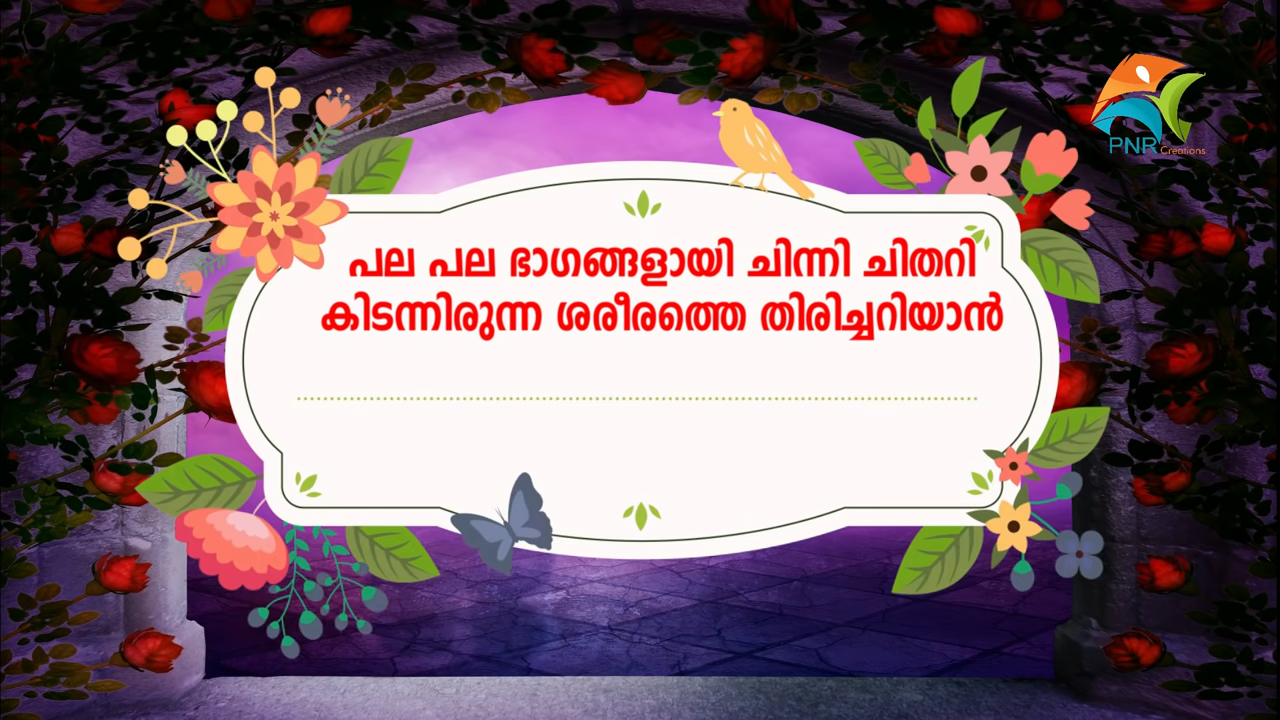 പല പല ഭാഗങ്ങളായി ചിന്നി ചിതറി
കിടന്നിരുന്ന ശരീരത്തെ തിരിച്ചറിയാൻ
PNR Creations